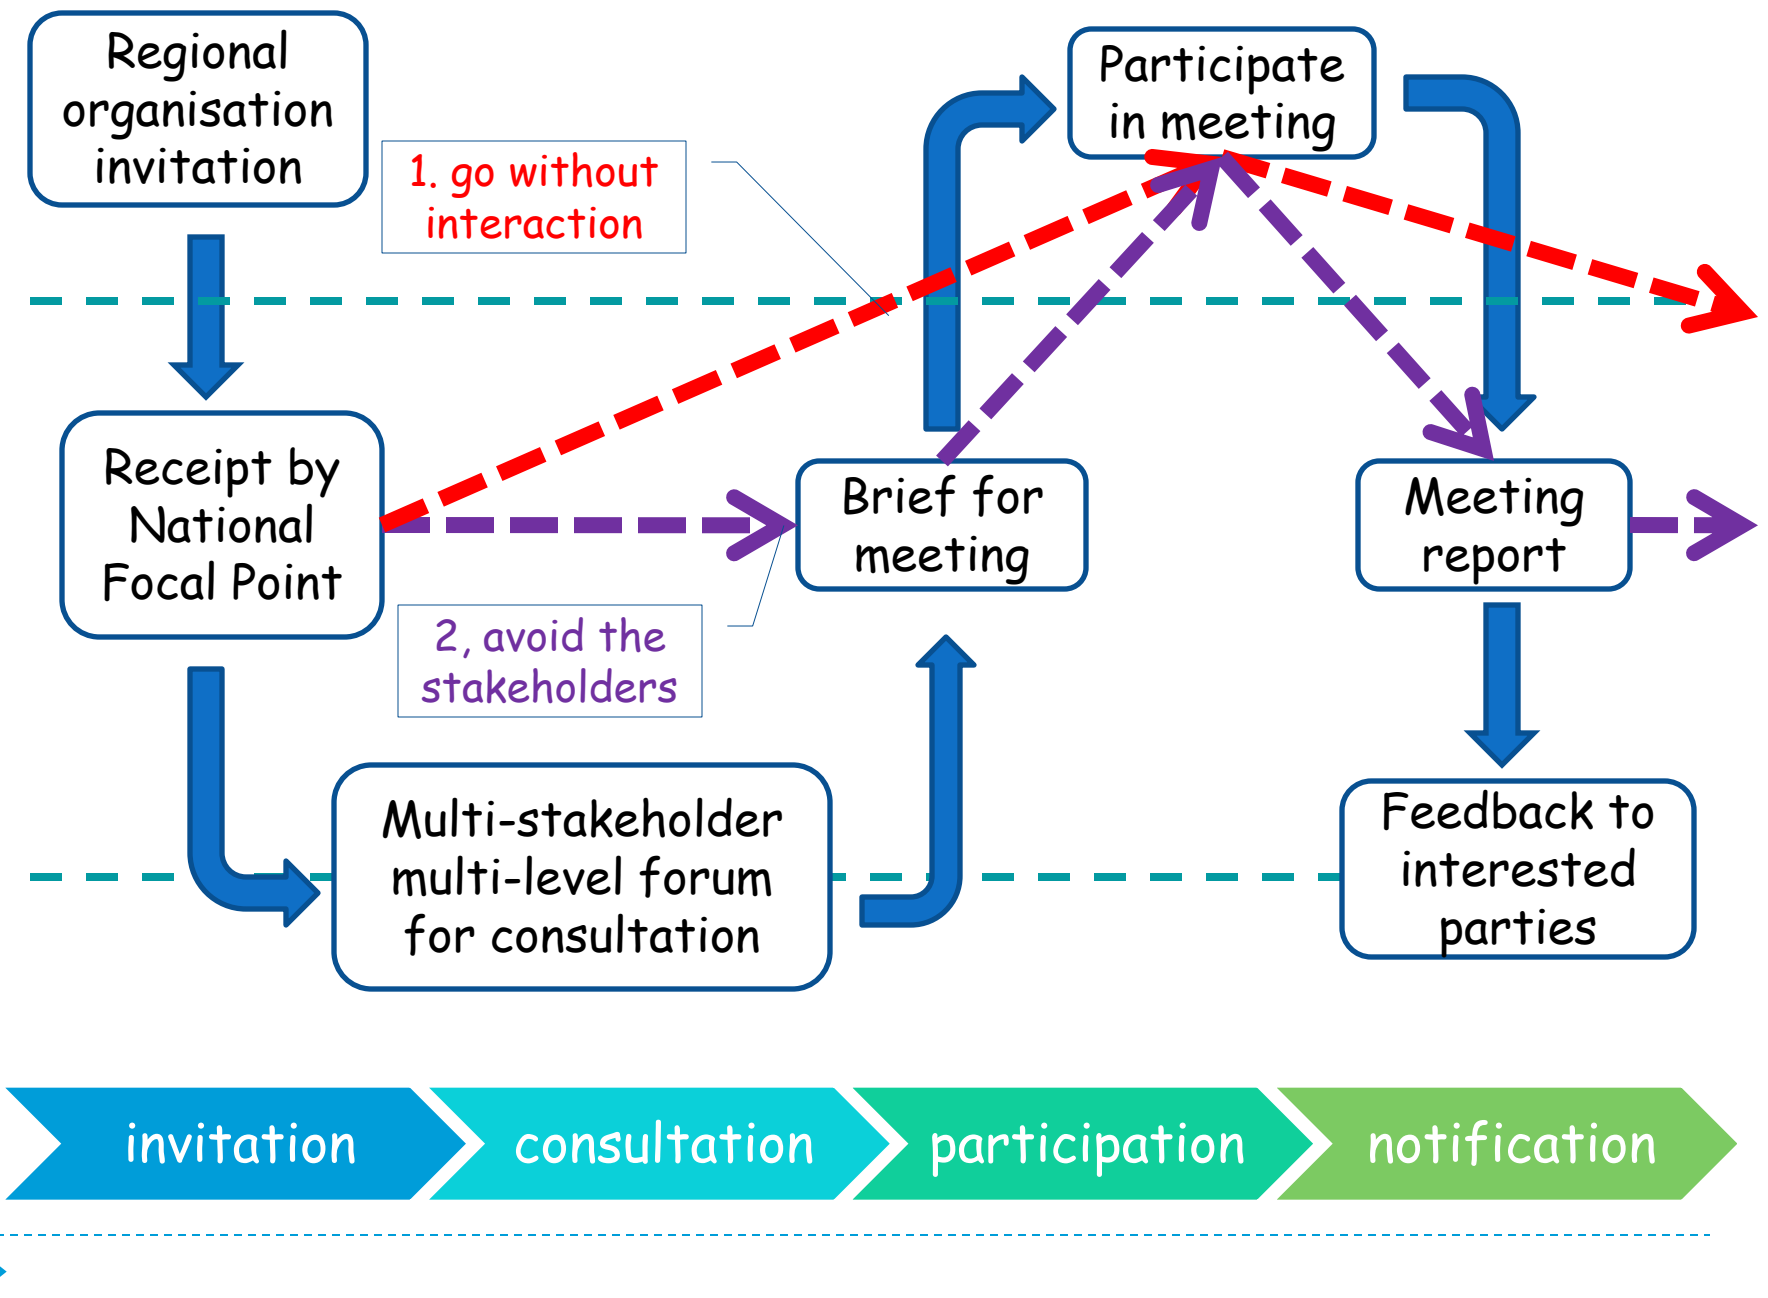 Regional
organisation
invitation
Participate
in meeting
1. go without
interaction
Receipt by
National
Focal Point
Brief for
meeting
Meeting
report
2, avoid the
stakeholders
Multi-stakeholder
multi-level forum
for consultation
Feedback to
interested
parties
invitation
consultation
participation
notification